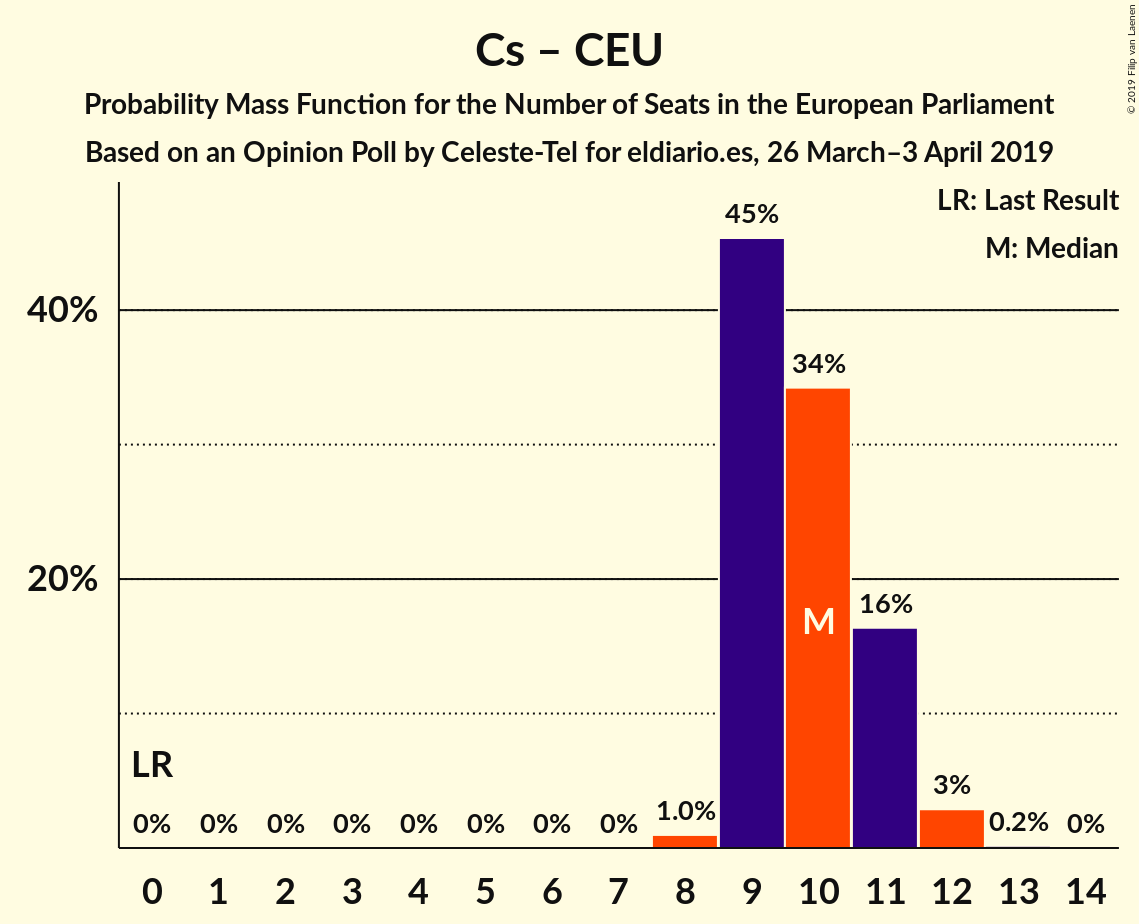 Cs – CEU
Probability Mass Function for the Number of Seats in the European Parliament
Based on an Opinion Poll by Celeste-Tel for eldiario.es, 26 March–3 April 2019
© 2019 Filip van Laenen
LR: Last Result
M: Median
45%
40%
34%
20%
16%
M
LR
3%
0% 0% 0% 0% 0% 0% 0% 0% 1.0% 0.2% 0%
0 1 2 3 4 5 6 7 8 9 10 11 12 13 14